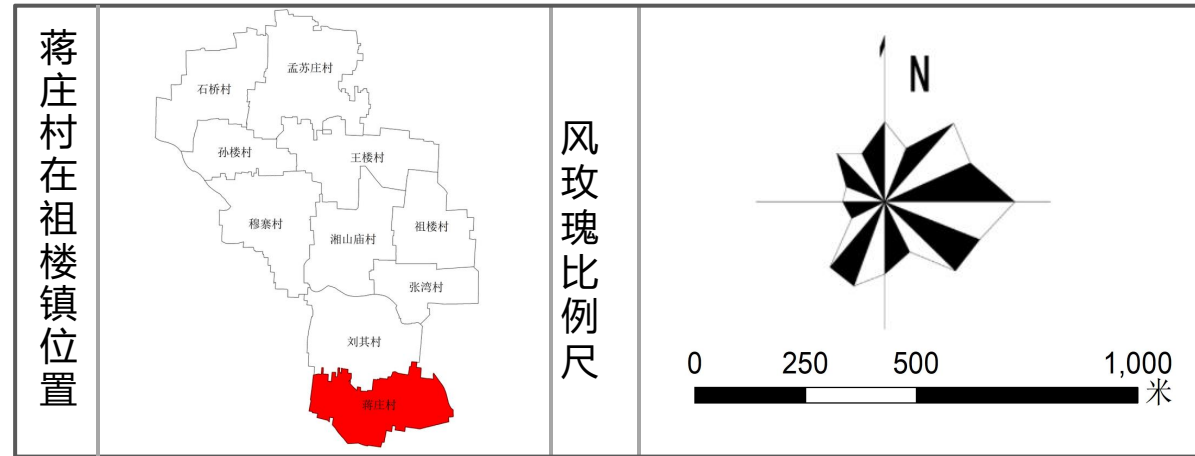 蒋庄村在祖楼镇位置
孟苏庄村
石桥村
孙楼村
王楼村
穆寨村
湘山庙村
祖楼村
张湾村
刘其村
蒋庄村
风玫瑰比例尺
N
0 250 500 1,000
米